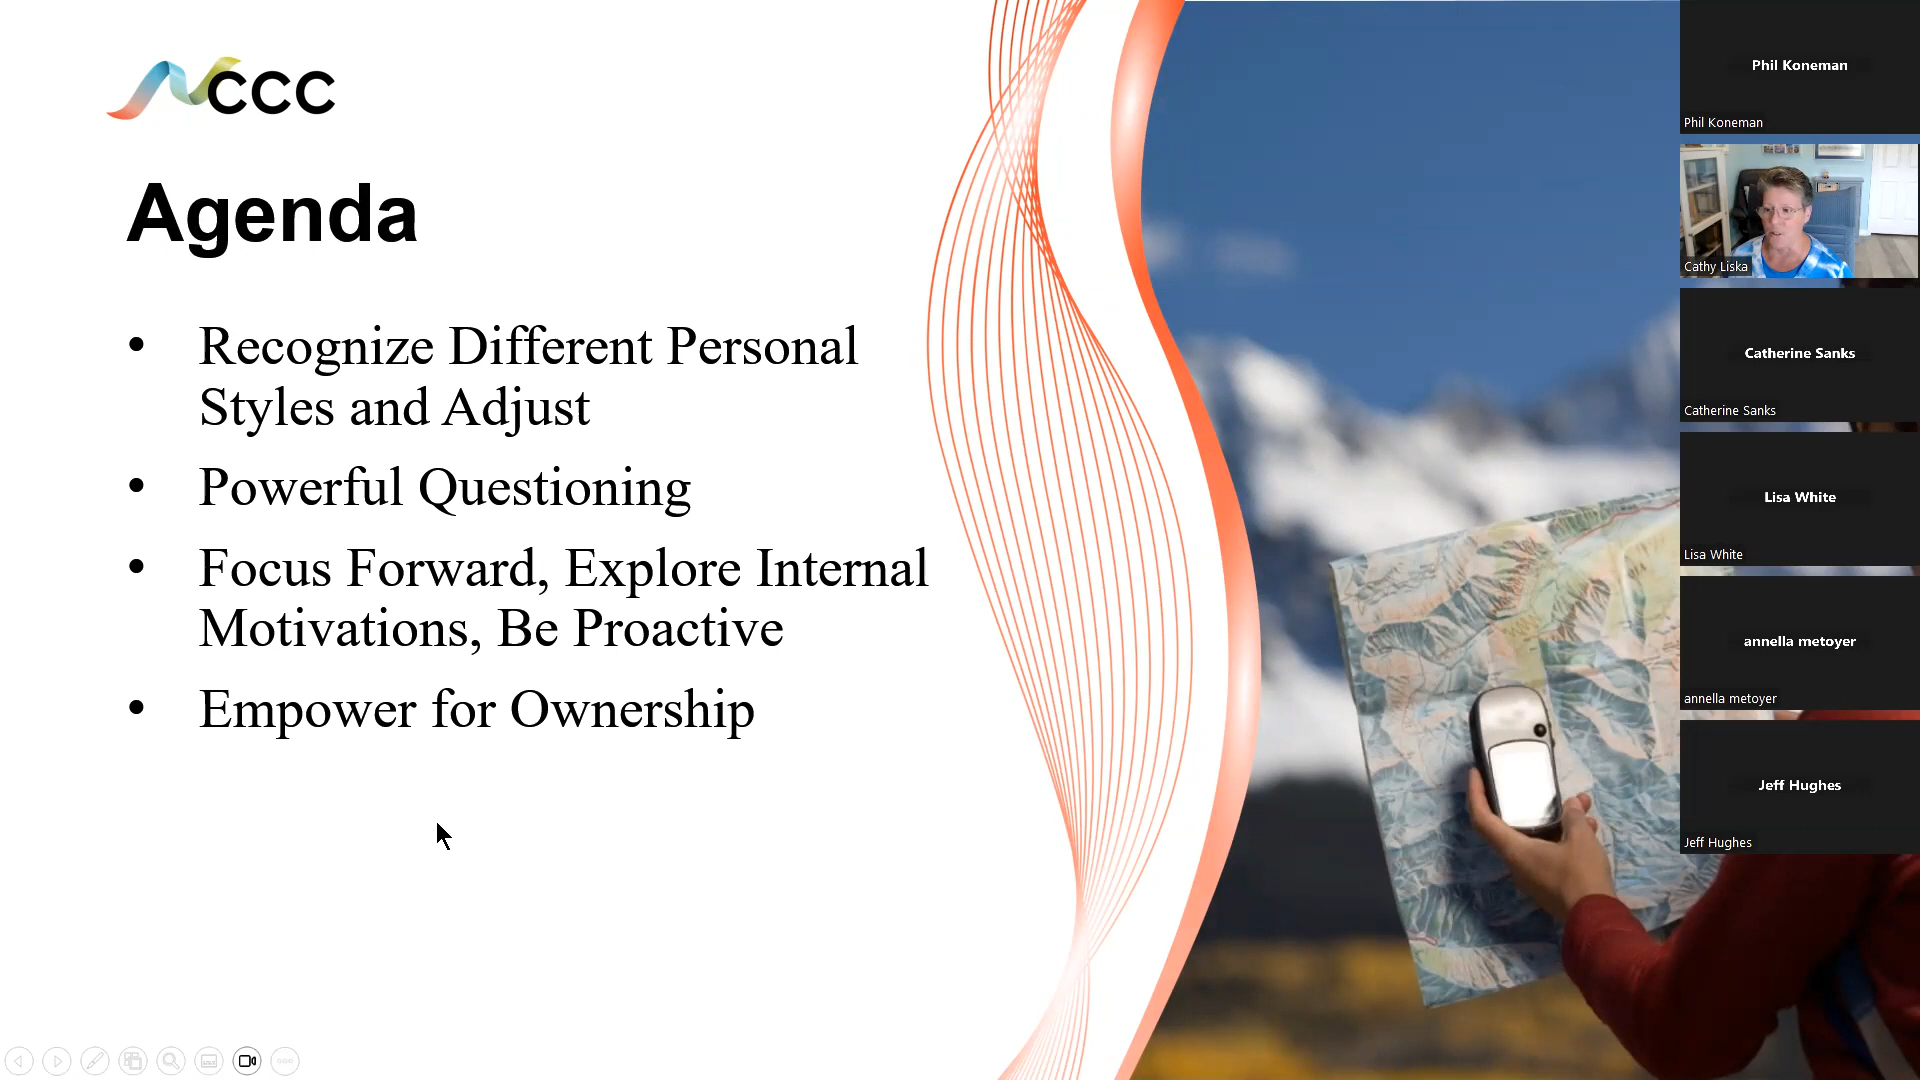 CCC
Agenda
• Recognize Different Personal
Styles and Adjust
• Powerful Questioning
• Focus Forward, Explore Internal
Motivations, Be Proactive
• Empower for Ownership
Phil Koneman
Phil Koneman
Cathy Liska
Catherine Sanks
Catherine Sanks
Lisa White
Lisa White
annella metoyer
annella metoyer
Jeff Hughes
Jeff Hughes